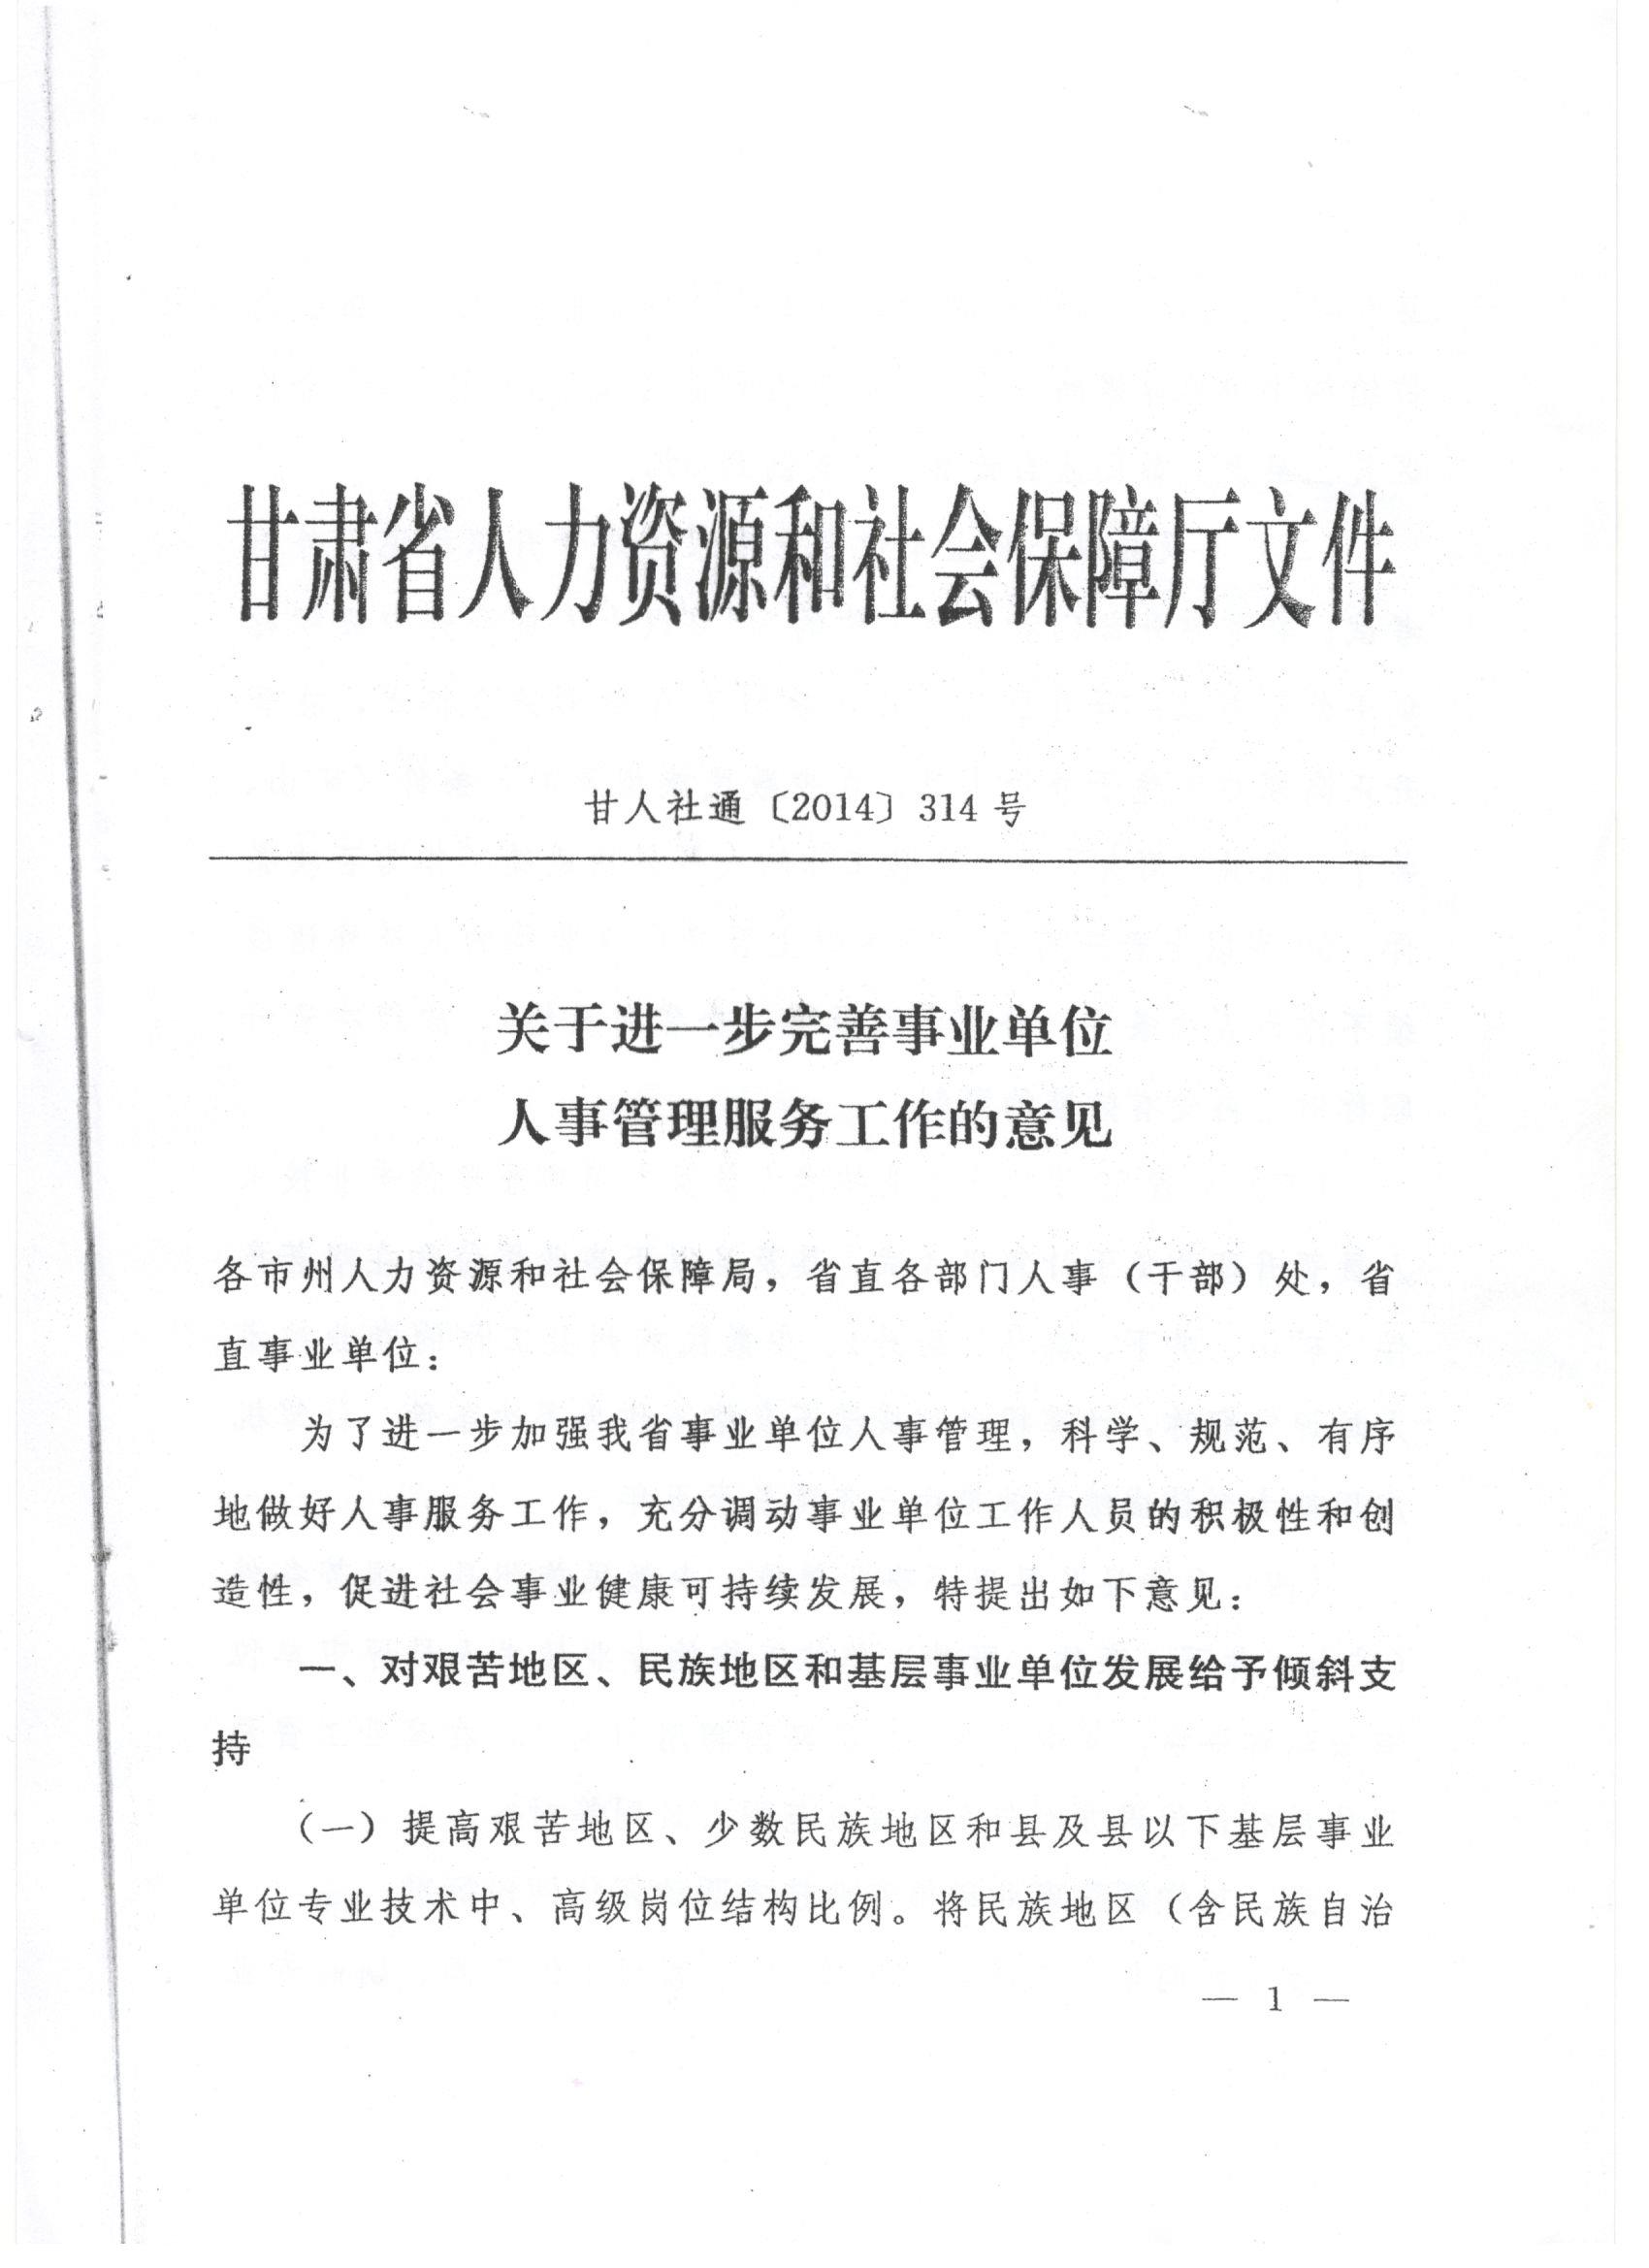 甘肃省人力资源和社会保障厅文件
甘人社通〔2014〕314号
关于进一步完善事业单位
人事管理服务工作的意见
各市州人力资源和社会保障局，省直各部门人事（干部）处，省
直事业单位：
为了进一步加强我省事业单位人事管理，科学、规范、有序
地做好人事服务工作，充分调动事业单位工作人员的积极性和创
造性，促进社会事业健康可持续发展，特提出如下意见：
一、对艰苦地区、民族地区和基层事业单位发展给予倾斜支
持
（一）提高艰苦地区、少数民族地区和县及县以下基层事业
单位专业技术中、高级岗位结构比例。将民族地区（含民族自治
— 1 —